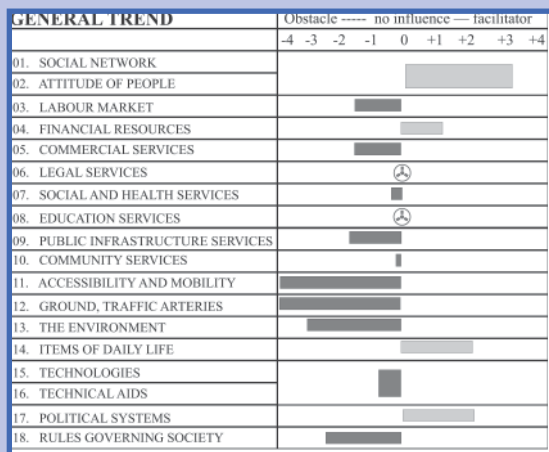 GENERAL TREND
Obstacle ----- no influence — facilitator
-4 -3 -2 -1 0 +1 +2 +3 +4
01. SOCIAL NETWORK
02. ATTITUDE OF PEOPLE
03. LABOUR MARKET
04. FINANCIAL RESOURCES
05. COMMERCIAL SERVICES
06. LEGAL SERVICES
07. SOCIAL AND HEALTH SERVICES
08. EDUCATION SERVICES
09. PUBLIC INFRASTRUCTURE SERVICES
10. COMMUNITY SERVICES
11. ACCESSIBILITY AND MOBILITY
12. GROUND, TRAFFIC ARTERIES
13. THE ENVIRONMENT
14. ITEMS OF DAILY LIFE
15. TECHNOLOGIES
16. TECHNICAL AIDS
17. POLITICAL SYSTEMS
18. RULES GOVERNING SOCIETY